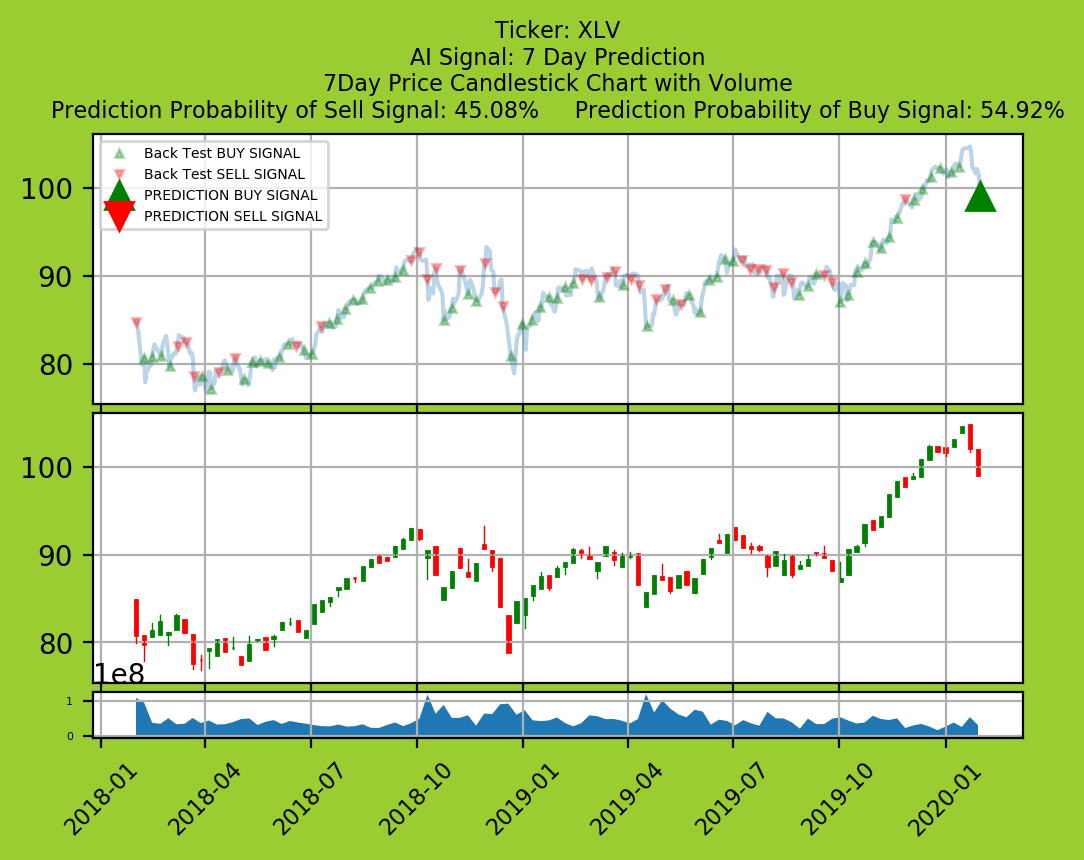 Ticker: XLV
AI Signal: 7 Day Prediction
7Day Price Candlestick Chart with Volume
Prediction Probability of Sell Signal: 45.08% Prediction Probability of Buy Signal: 54.92%
Back Test BUY SIGNAL
Back Test SELL SIGNAL
PREDICTION BUY SIGNAL
PREDICTION SELL SIGNAL
100
90
80
100
90
80
1e8
1
0
2018-01 2018-04 2018-07 2018-10 2019-01 2019-04 2019-07 2019-10 2020-01